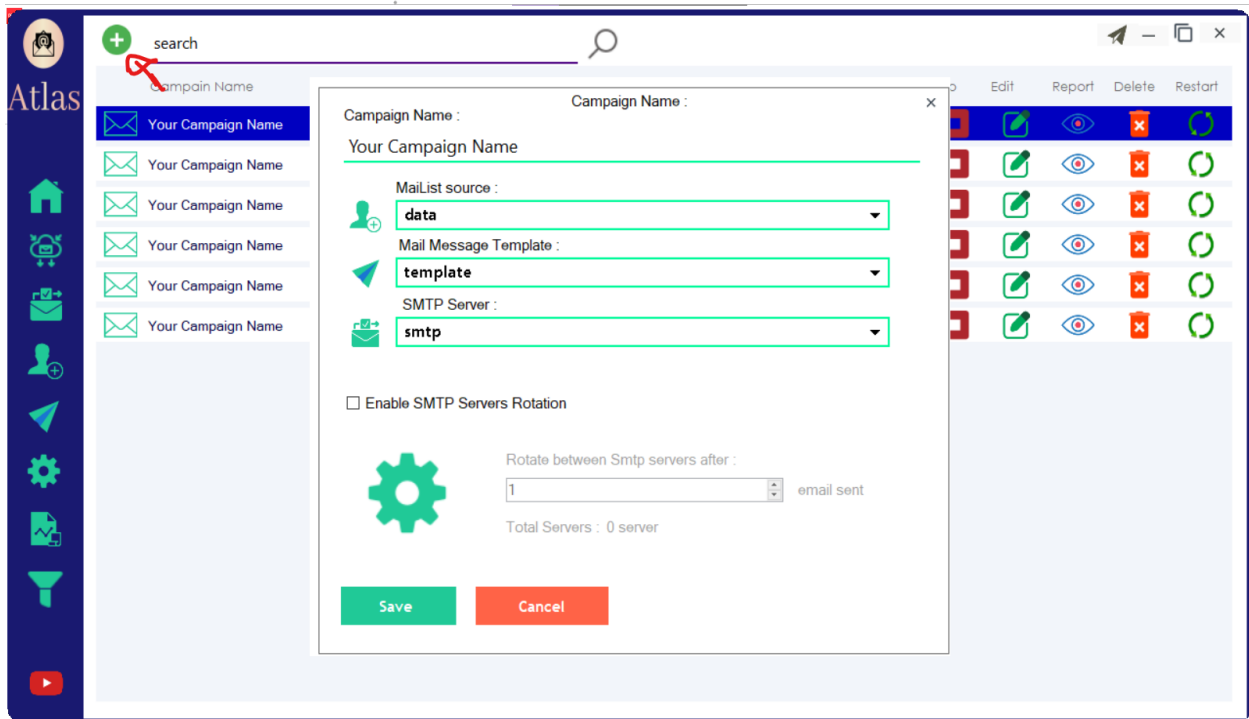 search
Atlas
Campain Name
Edit Report Delete Restart
Your Campaign Name
Your Campaign Name
Your Campaign Name
Your Campaign Name
Your Campaign Name
Your Campaign Name
Campaign Name :
Campaign Name :
Your Campaign Name
MaiList source :
data
Mail Message Template :
template
SMTP Server :
smtp
Enable SMTP Servers Rotation
Rotate between Smtp servers after :
1 email sent
Total Servers : 0 server
Save Cancel